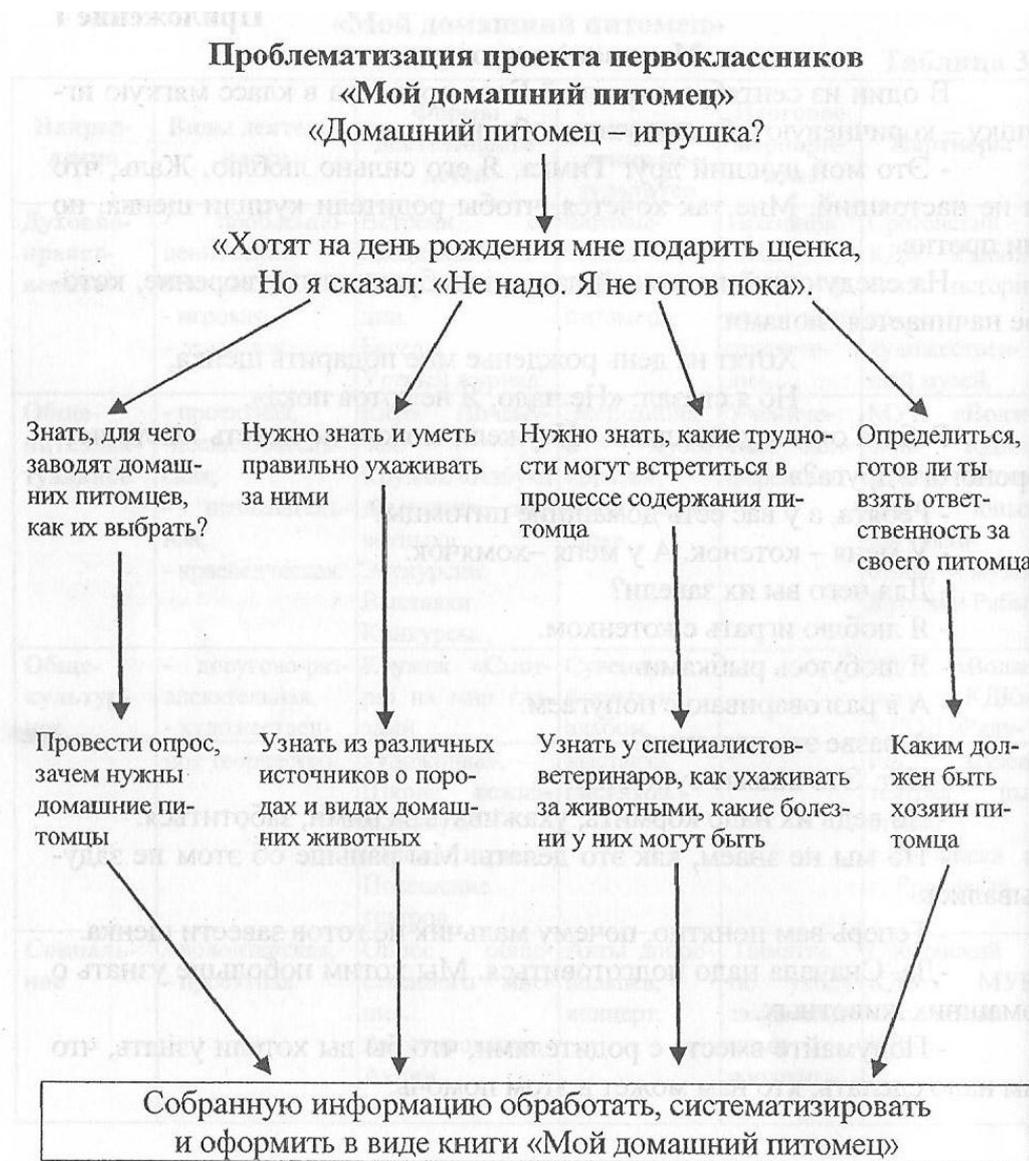 Проблематизация проекта первоклассников
«Мой домашний питомец»
«Домашний питомец – игрушка?
«Хотят на день рождения мне подарить щенка
Но я сказал: «Не надо. Я не готов пока».
Знать, для чего
заводят домаш-
них питомцев,
как их выбрать?
Нужно знать и уметь
правильно ухаживать
за ними
Нужно знать, какие трудно-
сти могут встретиться в
процессе содержания пи-
томца
Определиться,
готов ли ты
взять ответ-
ственность за
своего питомца
Провести опрос,
зачем нужны
домашние пи-
томцы
Узнать из различных
источников о поро-
дах и видах домаш-
них животных
Узнать у специалистов-
ветеринаров, как ухаживать
за животными, какие болез-
ни у них могут быть
Каким дол-
жен быть
хозяин пи-
томца
Собранную информацию обработать, систематизировать
и оформить в виде книги «Мой домашний питомец»